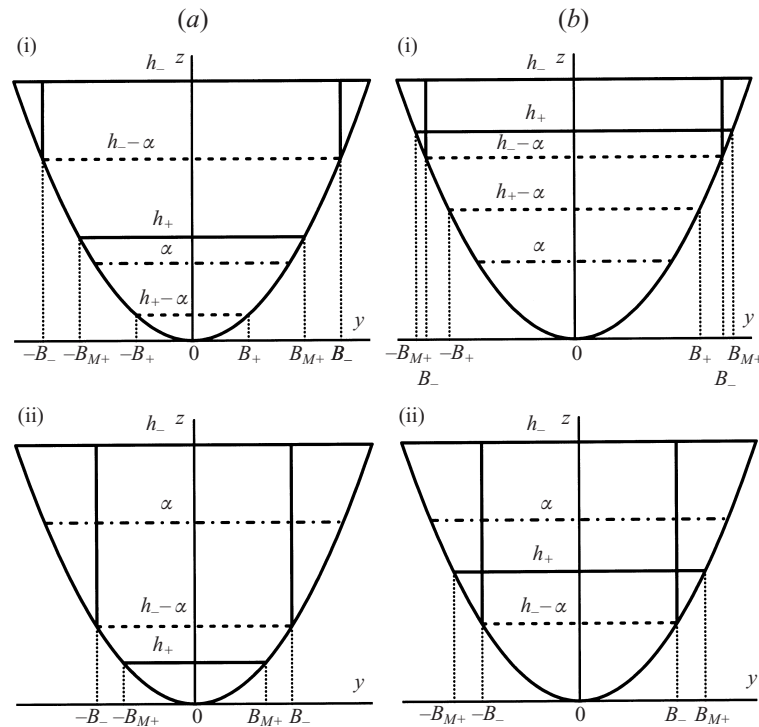 (a)
(b)
(i)
h₋
z
h₋ − α
h₊
α
h₊ − α
y
−B₋
−B_{M+}
−B₊
0
B₊
B_{M+}
B₋
(i)
h₋
z
h₊
h₋ − α
h₊ − α
α
y
−B_{M+}
−B₊
0
B₊
B_{M+}
B₋
B₋
(ii)
h₋
z
α
h₋ − α
h₊
y
−B₋
−B_{M+}
0
B_{M+}
B₋
(ii)
h₋
z
α
h₊
h₋ − α
y
−B_{M+}
−B₋
0
B₋
B_{M+}